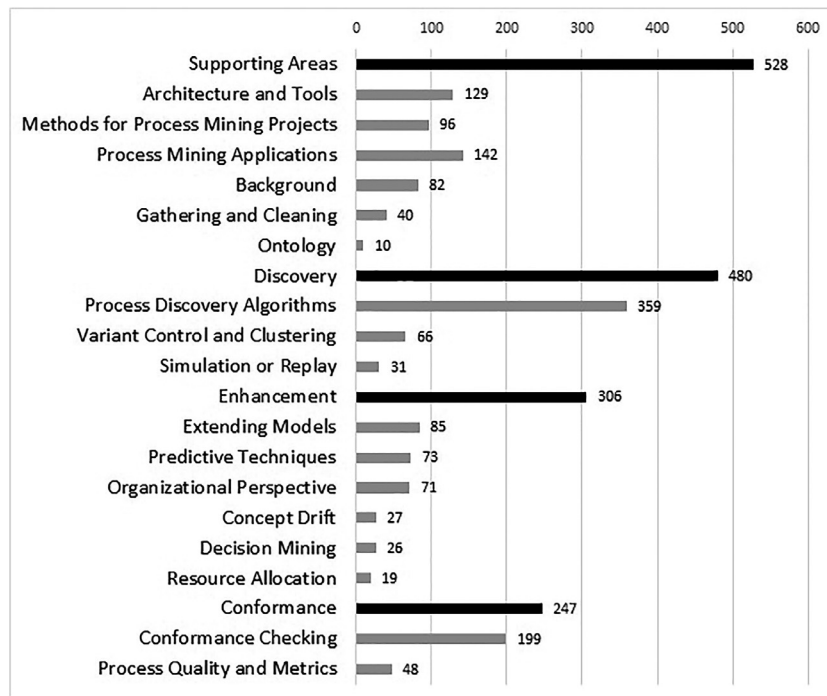 0 100 200 300 400 500 600
Supporting Areas 528
Architecture and Tools 129
Methods for Process Mining Projects 96
Process Mining Applications 142
Background 82
Gathering and Cleaning 40
Ontology 10
Discovery 480
Process Discovery Algorithms 359
Variant Control and Clustering 66
Simulation or Replay 31
Enhancement 306
Extending Models 85
Predictive Techniques 73
Organizational Perspective 71
Concept Drift 27
Decision Mining 26
Resource Allocation 19
Conformance 247
Conformance Checking 199
Process Quality and Metrics 48